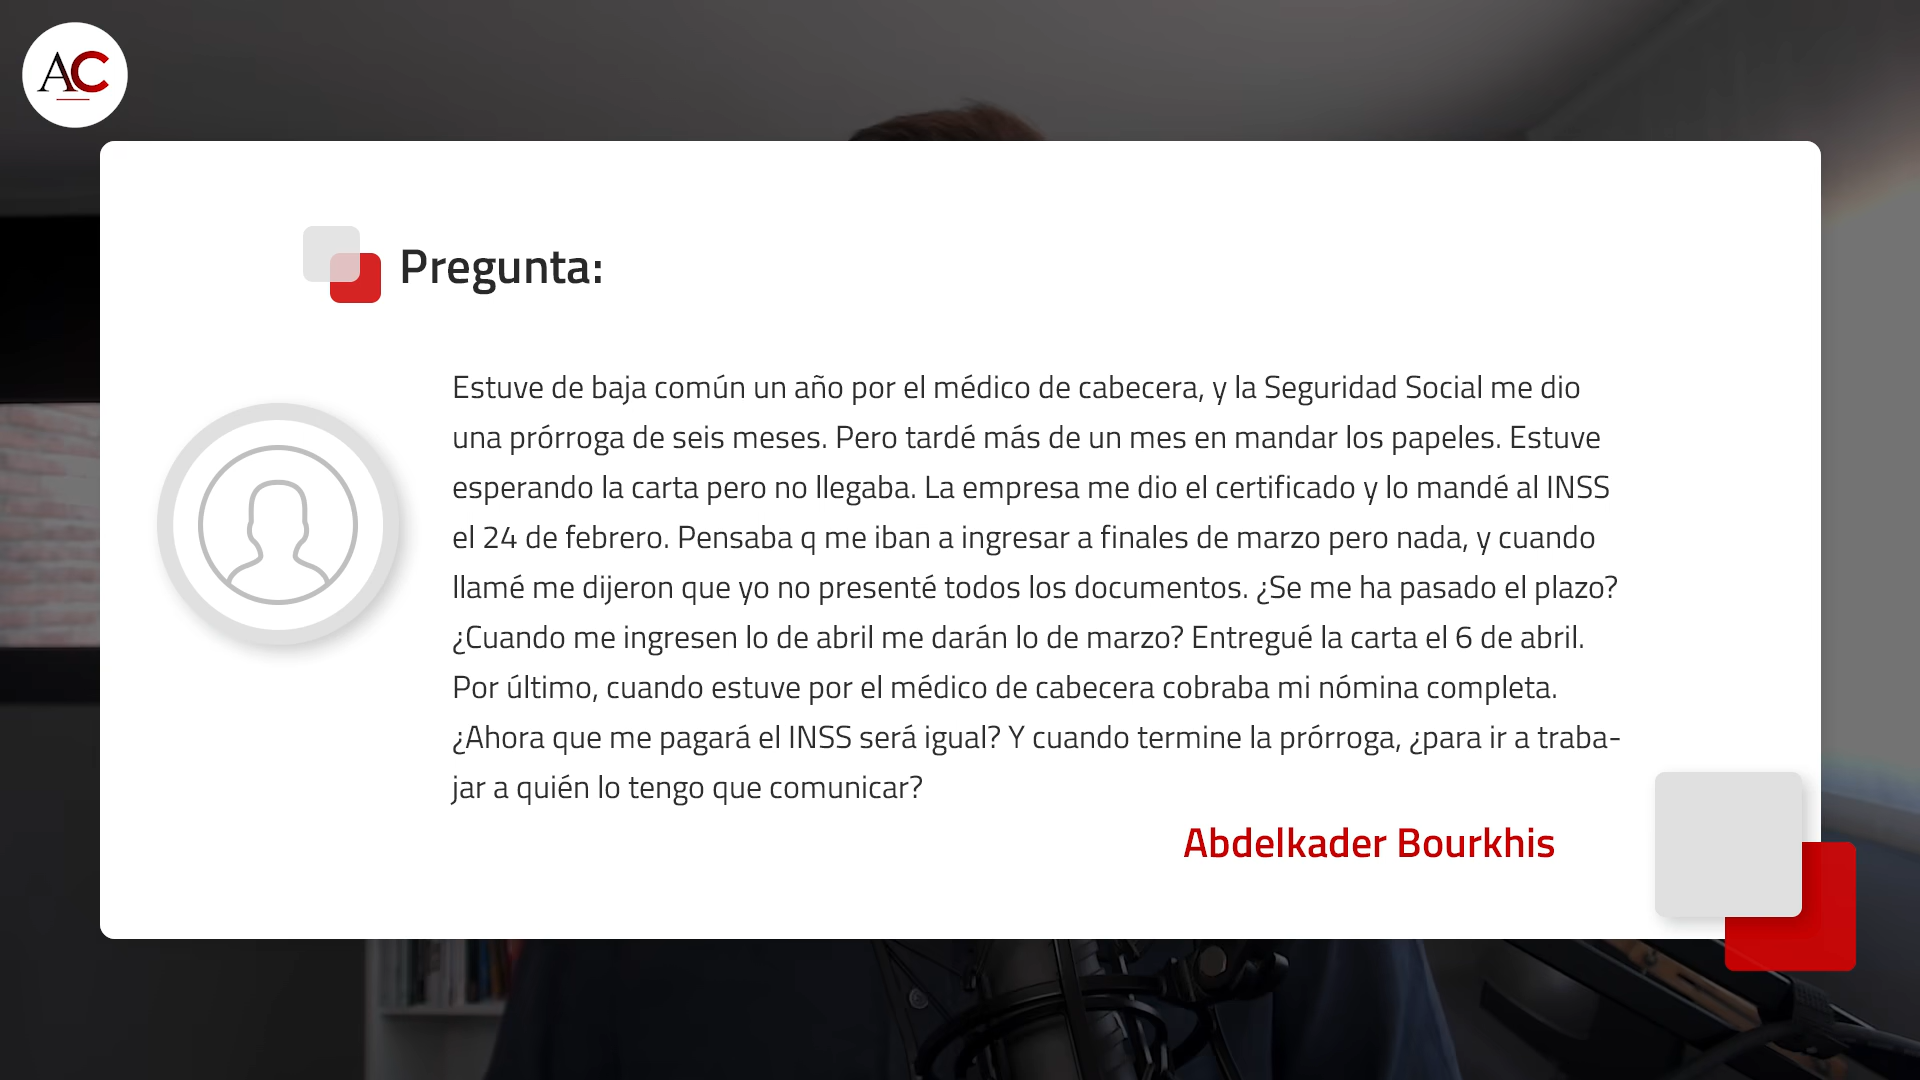 AC
Pregunta:
Estuve de baja común un año por el médico de cabecera, y la Seguridad Social me dio
una prórroga de seis meses. Pero tardé más de un mes en mandar los papeles. Estuve
esperando la carta pero no llegaba. La empresa me dio el certificado y lo mandé al INSS
el 24 de febrero. Pensaba q me iban a ingresar a finales de marzo pero nada, y cuando
llamé me dijeron que yo no presenté todos los documentos. ¿Se me ha pasado el plazo?
¿Cuando me ingresen lo de abril me darán lo de marzo? Entregué la carta el 6 de abril.
Por último, cuando estuve por el médico de cabecera cobraba mi nómina completa.
¿Ahora que me pagará el INSS será igual? Y cuando termine la prórroga, ¿para ir a traba-
jar a quién lo tengo que comunicar?
Abdelkader Bourkhis